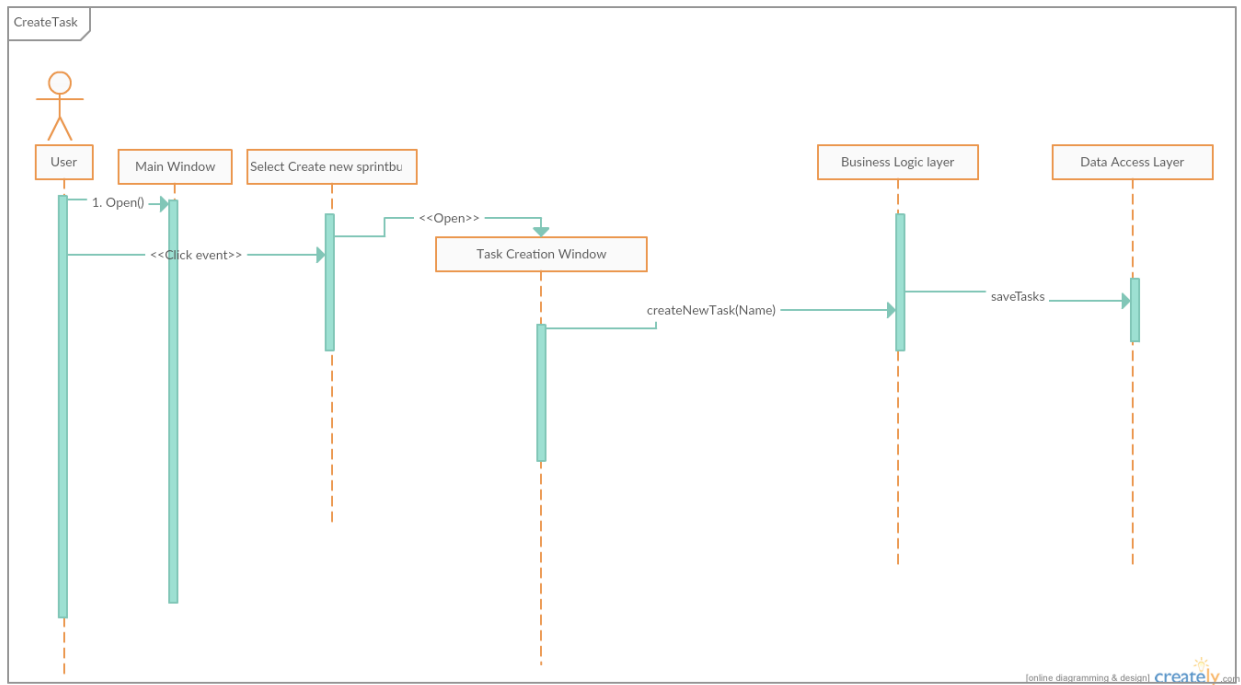 CreateTask
User
Main Window
Select Create new sprintbu
Business Logic layer
Data Access Layer
1. Open()
<<Open>>
<<Click event>>
Task Creation Window
saveTasks
createNewTask(Name)
[online diagramming & design] creately.com